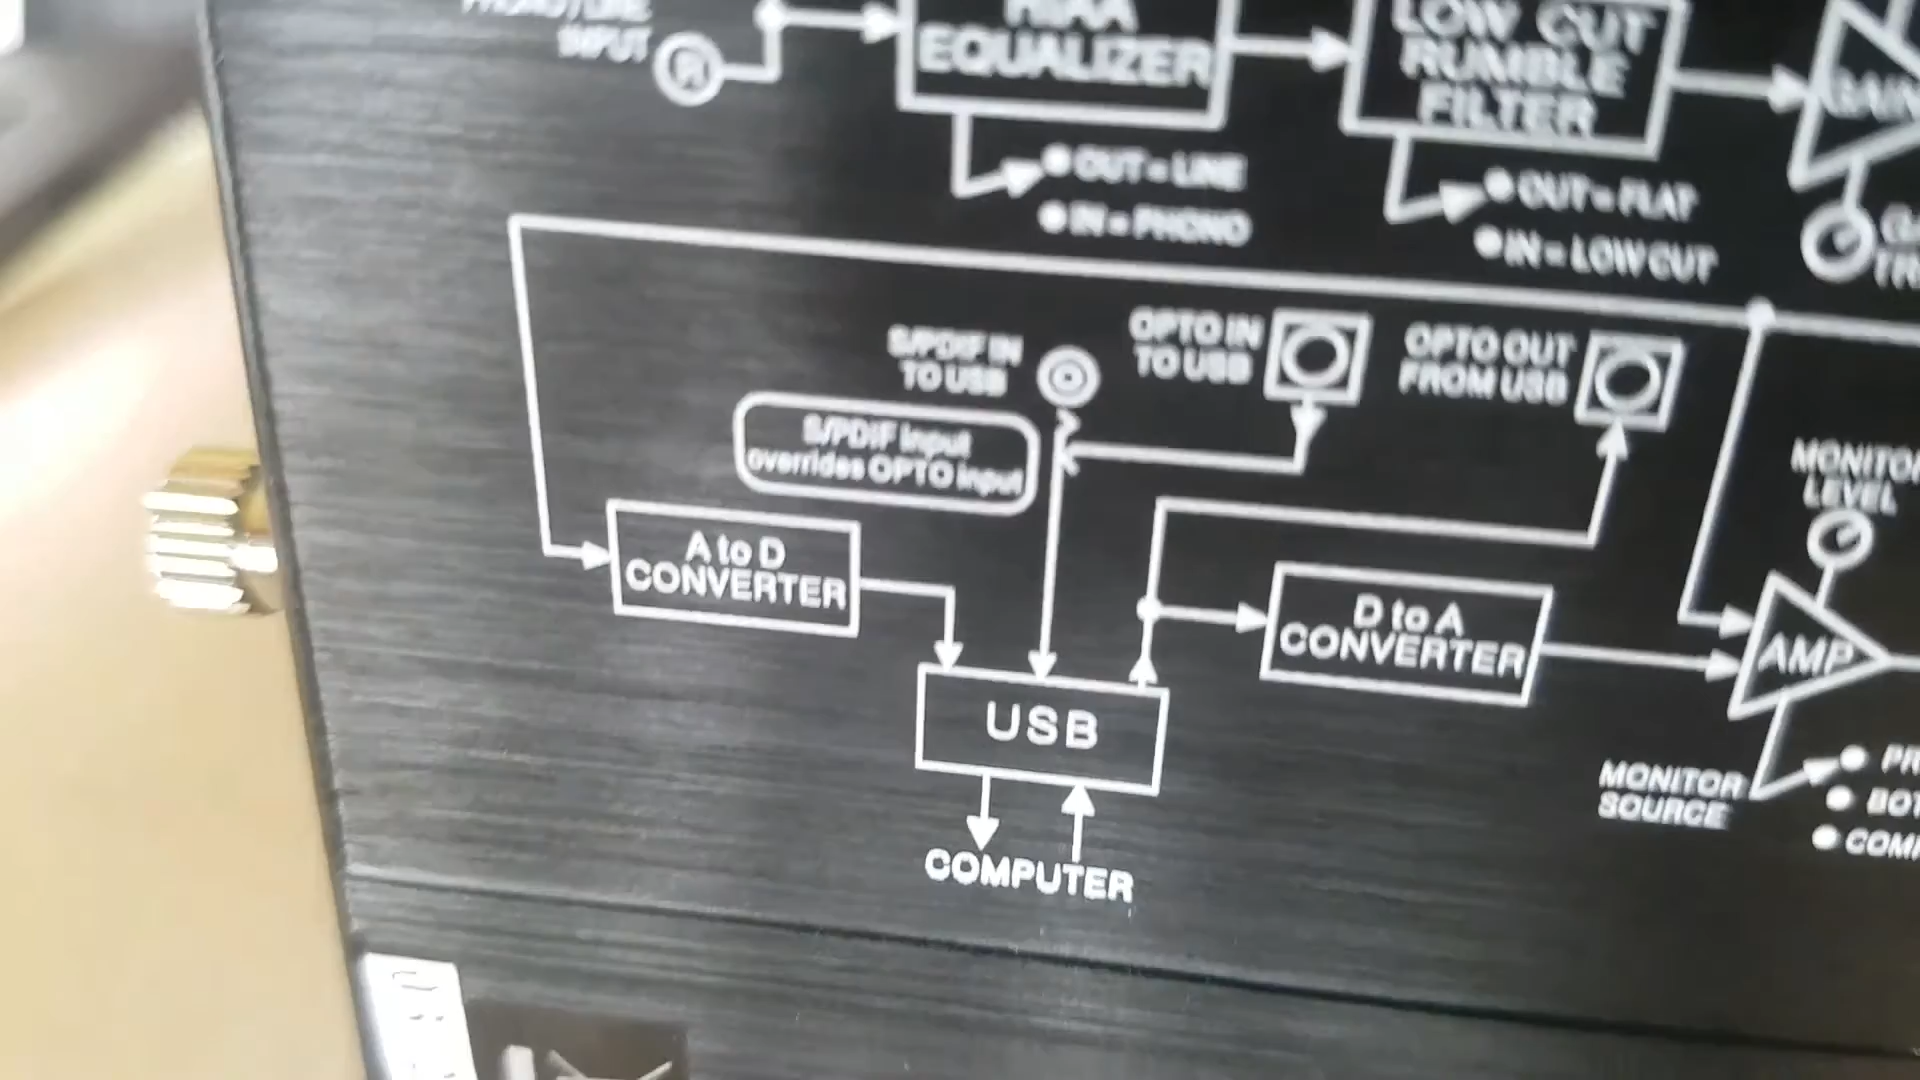 INPUT
R
RIAA
EQUALIZER
LOW CUT
RUMBLE
FILTER
GAIN
OUT = LINE
IN = PHONO
OUT = FLAT
IN = LOW CUT
S/PDIF IN
TO USB
OPTO IN
TO USB
OPTO OUT
FROM USB
S/PDIF input
overrides OPTO input
MONITOR
LEVEL
A to D
CONVERTER
D to A
CONVERTER
AMP
USB
MONITOR
SOURCE
COMPUTER